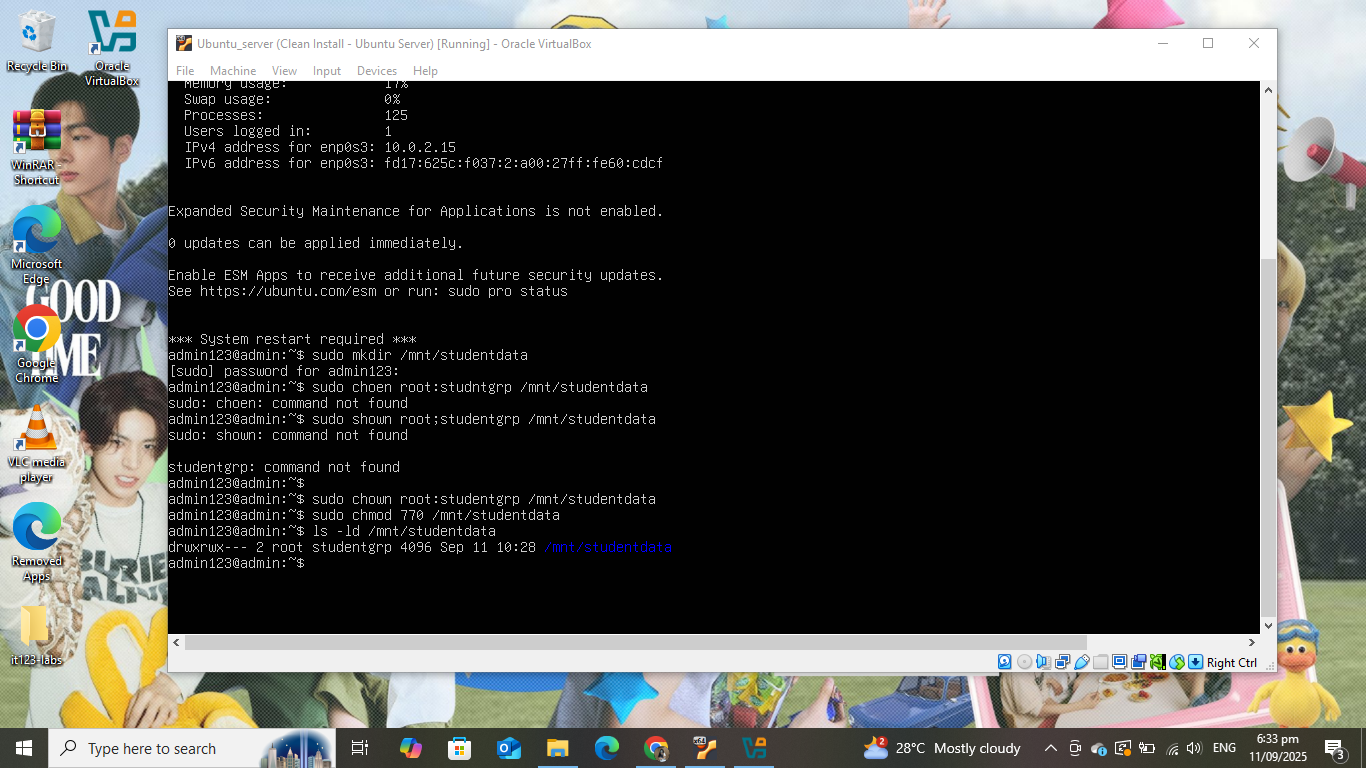 Recycle Bin
Oracle VirtualBox
WinRAR - Shortcut
Microsoft Edge
Google Chrome
VLC media player
Removed Apps
it123-labs
GOOD
TIME
Ubuntu_server (Clean Install - Ubuntu Server) [Running] - Oracle VirtualBox
File Machine View Input Devices Help
Memory usage: 17%
Swap usage: 0%
Processes: 125
Users logged in: 1
IPv4 address for enp0s3: 10.0.2.15
IPv6 address for enp0s3: fd17:625c:f037:2:a00:27ff:fe60:cdcf
Expanded Security Maintenance for Applications is not enabled.
0 updates can be applied immediately.
Enable ESM Apps to receive additional future security updates.
See https://ubuntu.com/esm or run: sudo pro status
*** System restart required ***
admin123@admin:~$ sudo mkdir /mnt/studentdata
[sudo] password for admin123:
admin123@admin:~$ sudo choen root:studntgrp /mnt/studentdata
sudo: choen: command not found
admin123@admin:~$ sudo shown root;studentgrp /mnt/studentdata
sudo: shown: command not found
studentgrp: command not found
admin123@admin:~$
admin123@admin:~$ sudo chown root:studentgrp /mnt/studentdata
admin123@admin:~$ sudo chmod 770 /mnt/studentdata
admin123@admin:~$ ls -ld /mnt/studentdata
drwxrwx--- 2 root studentgrp 4096 Sep 11 10:28 /mnt/studentdata
admin123@admin:~$
Right Ctrl
Type here to search
2
28°C Mostly cloudy
ENG
6:33 pm
11/09/2025
3